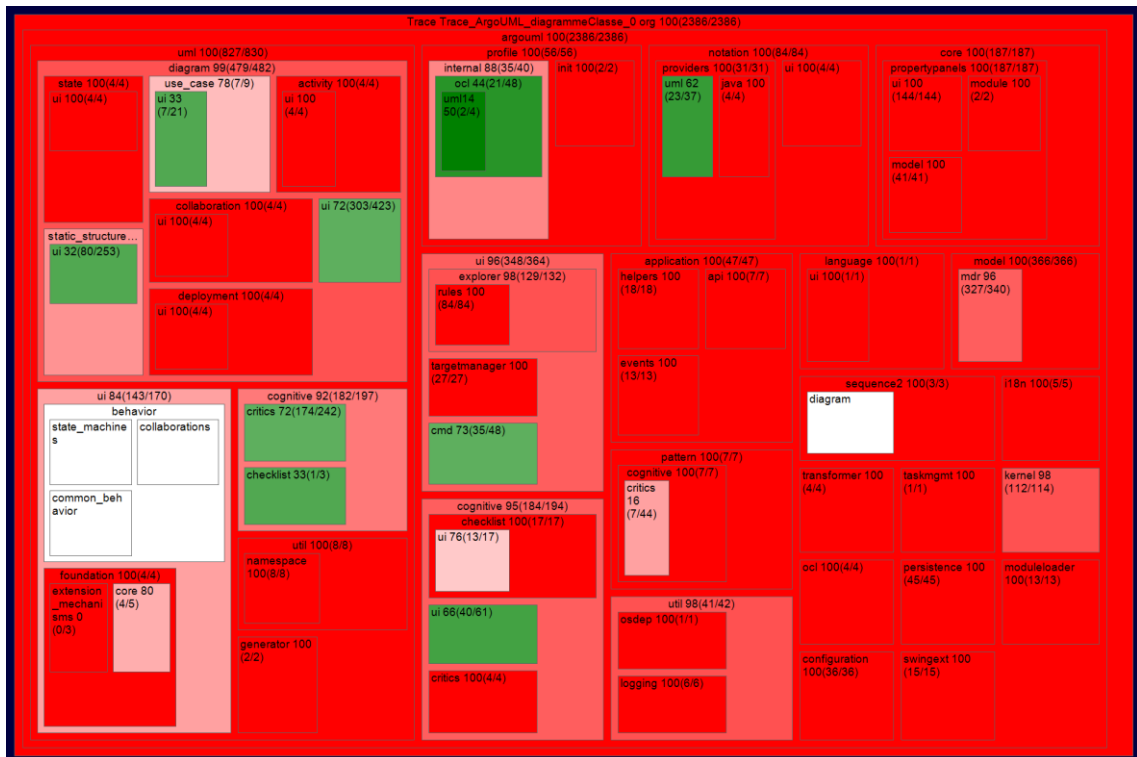 Trace Trace_ArgoUML_diagrammeClasse_0 org 100(2386/2386)
argouml 100(2386/2386)
uml 100(827/830)
diagram 99(479/482)
state 100(4/4)
ui 100(4/4)
use_case 78(7/9)
ui 33
(7/21)
activity 100(4/4)
ui 100
(4/4)
collaboration 100(4/4)
ui 100(4/4)
ui 72(303/423)
static_structure...
ui 32(80/253)
deployment 100(4/4)
ui 100(4/4)
ui 84(143/170)
behavior
state_machine
s
collaborations
common_beh
avior
foundation 100(4/4)
extension
_mechani
sms 0
(0/3)
core 80
(4/5)
cognitive 92(182/197)
critics 72(174/242)
checklist 33(1/3)
util 100(8/8)
namespace
100(8/8)
generator 100
(2/2)
profile 100(56/56)
internal 88(35/40)
ocl 44(21/48)
uml14
50(2/4)
init 100(2/2)
notation 100(84/84)
providers 100(31/31)
uml 62
(23/37)
java 100
(4/4)
ui 100(4/4)
core 100(187/187)
propertypanels 100(187/187)
ui 100
(144/144)
module 100
(2/2)
model 100
(41/41)
ui 96(348/364)
explorer 98(129/132)
rules 100
(84/84)
targetmanager 100
(27/27)
cmd 73(35/48)
cognitive 95(184/194)
checklist 100(17/17)
ui 76(13/17)
ui 66(40/61)
critics 100(4/4)
application 100(47/47)
helpers 100
(18/18)
api 100(7/7)
events 100
(13/13)
pattern 100(7/7)
cognitive 100(7/7)
critics
16
(7/44)
util 98(41/42)
osdep 100(1/1)
logging 100(6/6)
language 100(1/1)
ui 100(1/1)
model 100(366/366)
mdr 96
(327/340)
sequence2 100(3/3)
diagram
i18n 100(5/5)
transformer 100
(4/4)
taskmgmt 100
(1/1)
kernel 98
(112/114)
ocl 100(4/4)
persistence 100
(45/45)
moduleloader
100(13/13)
configuration
100(36/36)
swingext 100
(15/15)